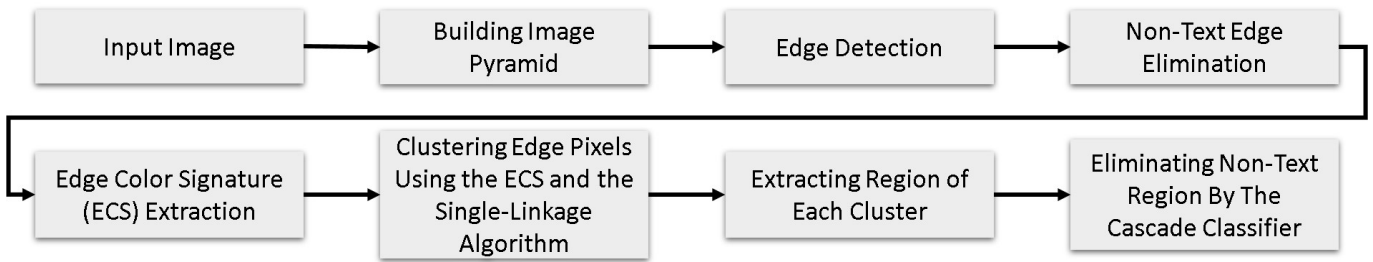 Input Image
Building Image
Pyramid
Edge Detection
Non-Text Edge
Elimination
Edge Color Signature
(ECS) Extraction
Clustering Edge Pixels
Using the ECS and the
Single-Linkage
Algorithm
Extracting Region of
Each Cluster
Eliminating Non-Text
Region By The
Cascade Classifier